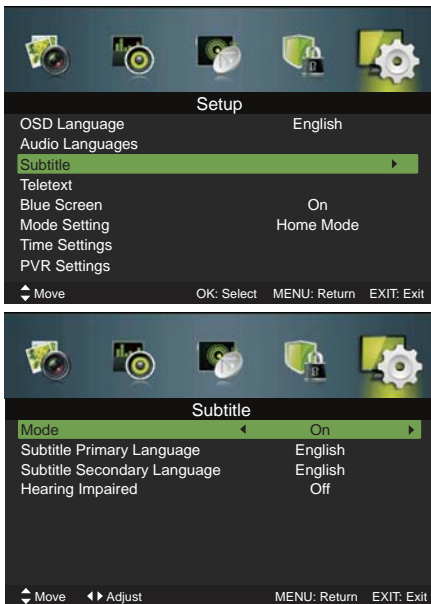 Setup
OSD Language English
Audio Languages
Subtitle
Teletext
Blue Screen On
Mode Setting Home Mode
Time Settings
PVR Settings
Move OK: Select MENU: Return EXIT: Exit
Subtitle
Mode On
Subtitle Primary Language English
Subtitle Secondary Language English
Hearing Impaired Off
Move Adjust MENU: Return EXIT: Exit